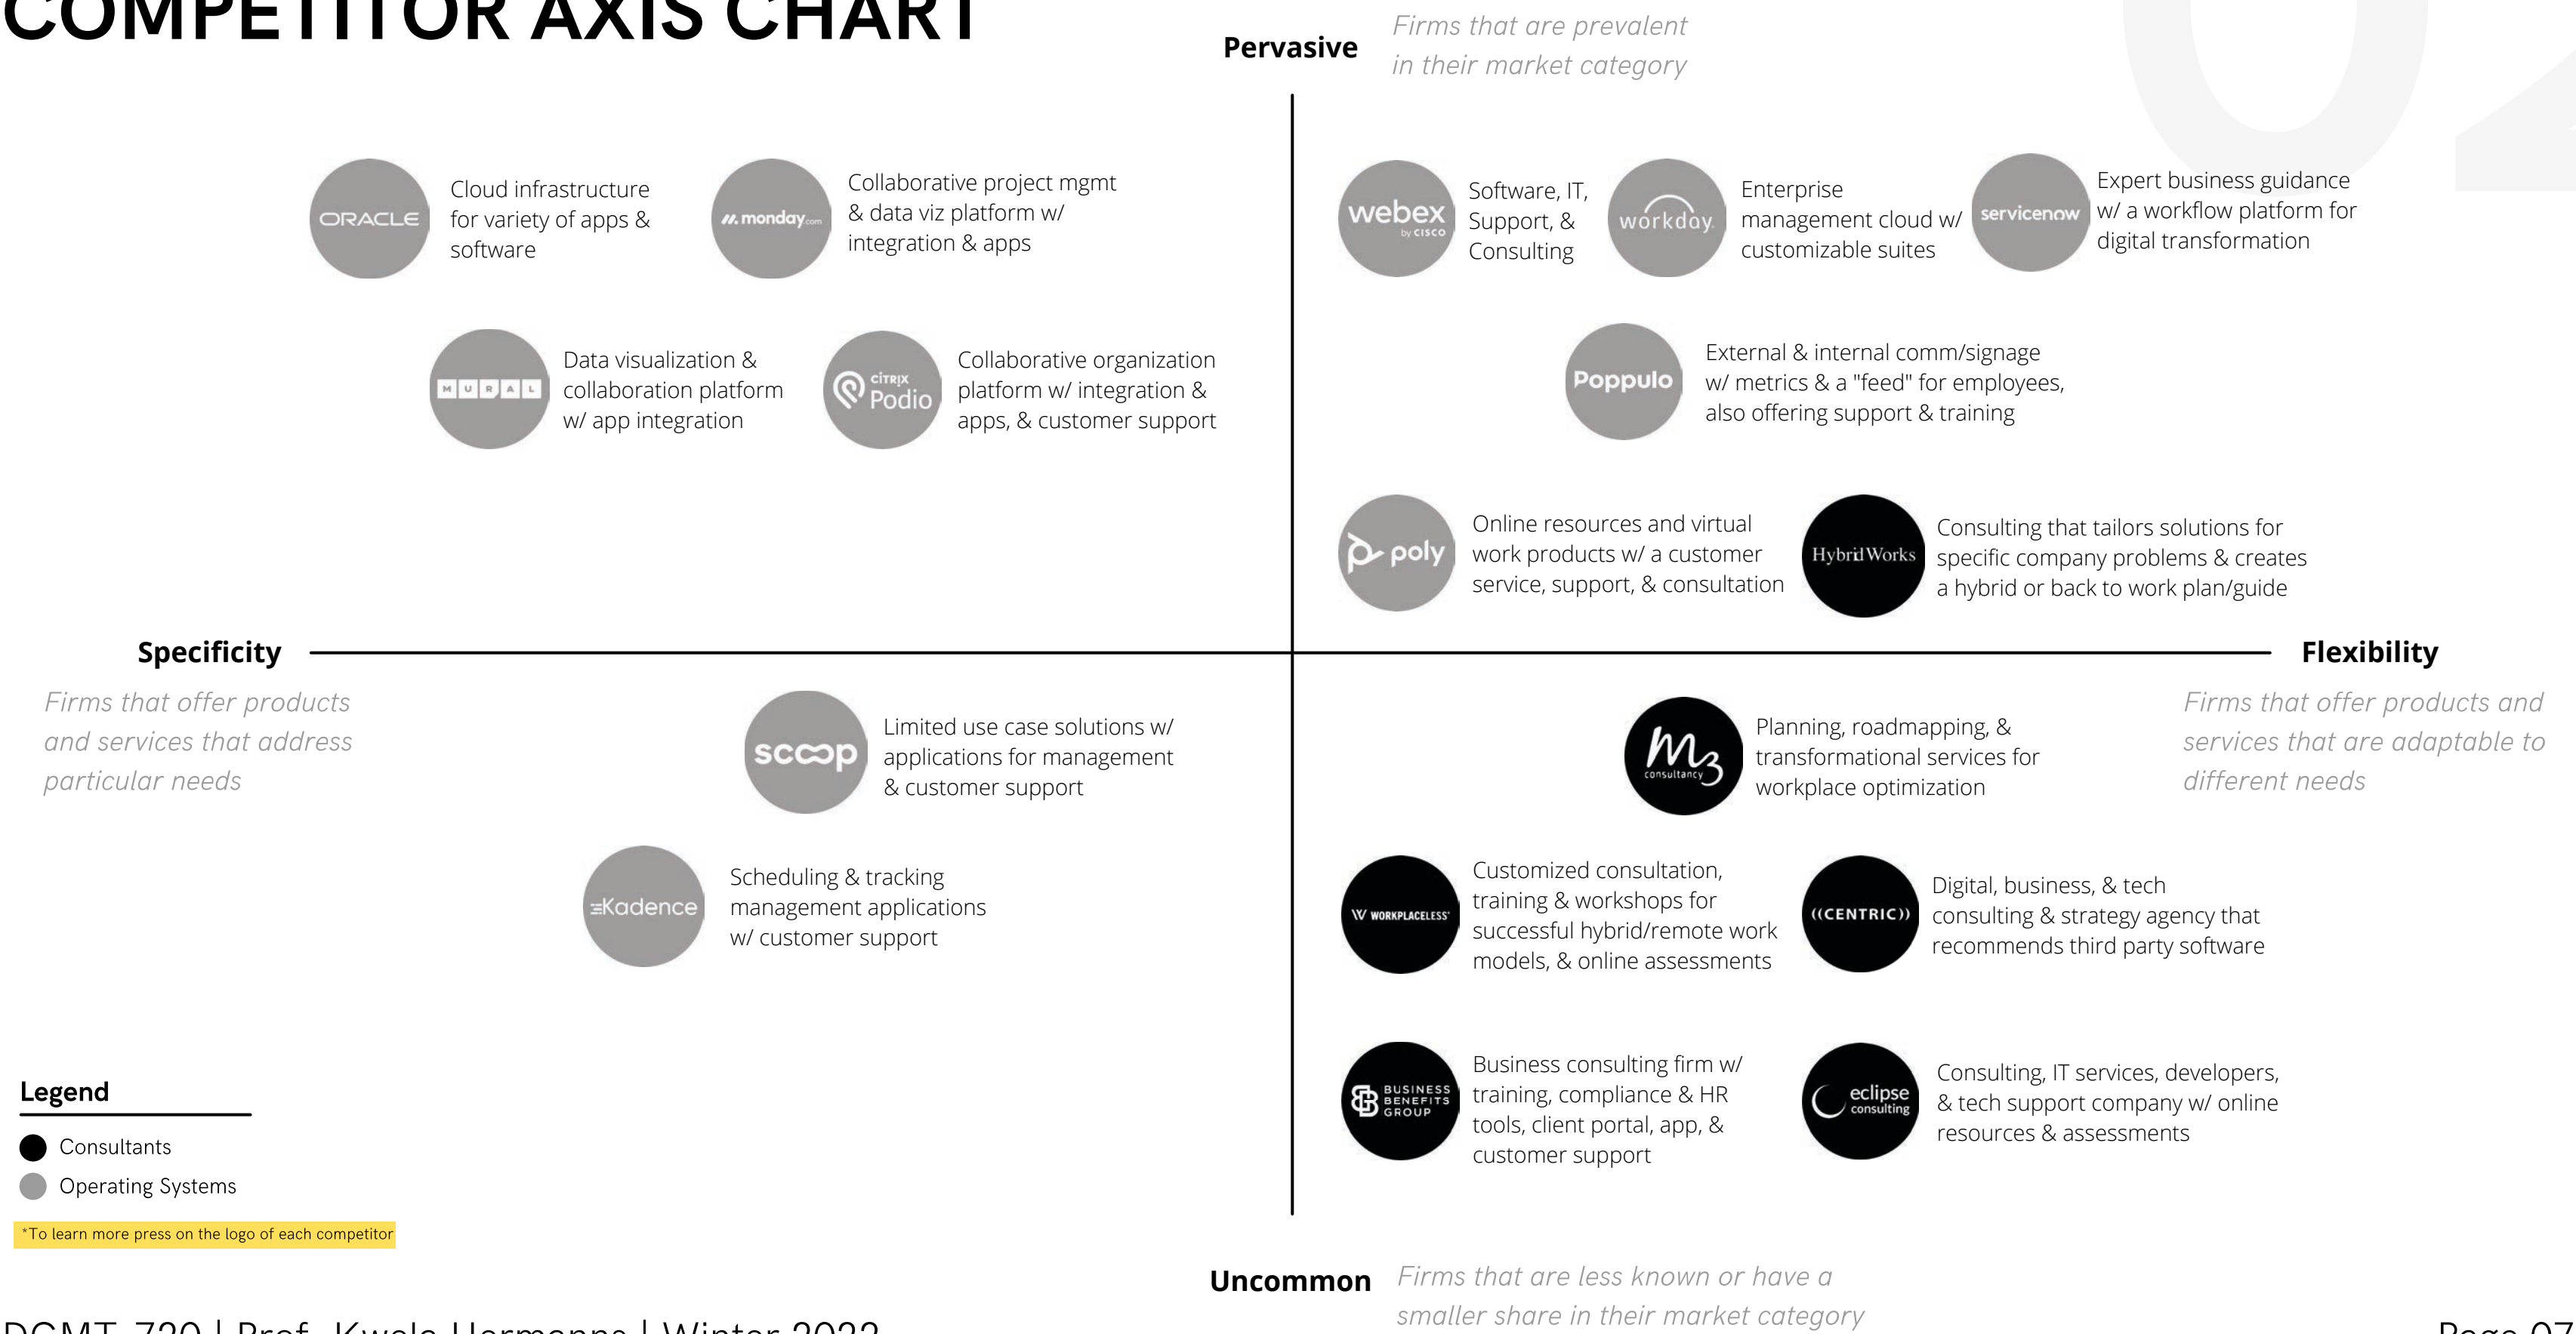 COMPETITOR AXIS CHART
02
Pervasive
Firms that are prevalent
in their market category
ORACLE
Cloud infrastructure
for variety of apps &
software
monday.com
Collaborative project mgmt
& data viz platform w/
integration & apps
webex
by CISCO
Software, IT,
Support, &
Consulting
workday.
Enterprise
management cloud w/
customizable suites
servicenow
Expert business guidance
w/ a workflow platform for
digital transformation
MURAL
Data visualization &
collaboration platform
w/ app integration
CİTRIX
Podio
Collaborative organization
platform w/ integration &
apps, & customer support
Poppulo
External & internal comm/signage
w/ metrics & a "feed" for employees,
also offering support & training
poly
Online resources and virtual
work products w/ a customer
service, support, & consultation
HybridWorks
Consulting that tailors solutions for
specific company problems & creates
a hybrid or back to work plan/guide
Specificity
Firms that offer products
and services that address
particular needs
Flexibility
Firms that offer products and
services that are adaptable to
different needs
scoop
Limited use case solutions w/
applications for management
& customer support
M3
consultancy
Planning, roadmapping, &
transformational services for
workplace optimization
Kadence
Scheduling & tracking
management applications
w/ customer support
W WORKPLACELESS
Customized consultation,
training & workshops for
successful hybrid/remote work
models, & online assessments
((CENTRIC))
Digital, business, & tech
consulting & strategy agency that
recommends third party software
BUSINESS
BENEFITS
GROUP
Business consulting firm w/
training, compliance & HR
tools, client portal, app, &
customer support
eclipse
consulting
Consulting, IT services, developers,
& tech support company w/ online
resources & assessments
Legend
Consultants
Operating Systems
*To learn more press on the logo of each competitor
Uncommon
Firms that are less known or have a
smaller share in their market category
720 | Prof. Kwela Hermanns | Winter 2022
Page 07